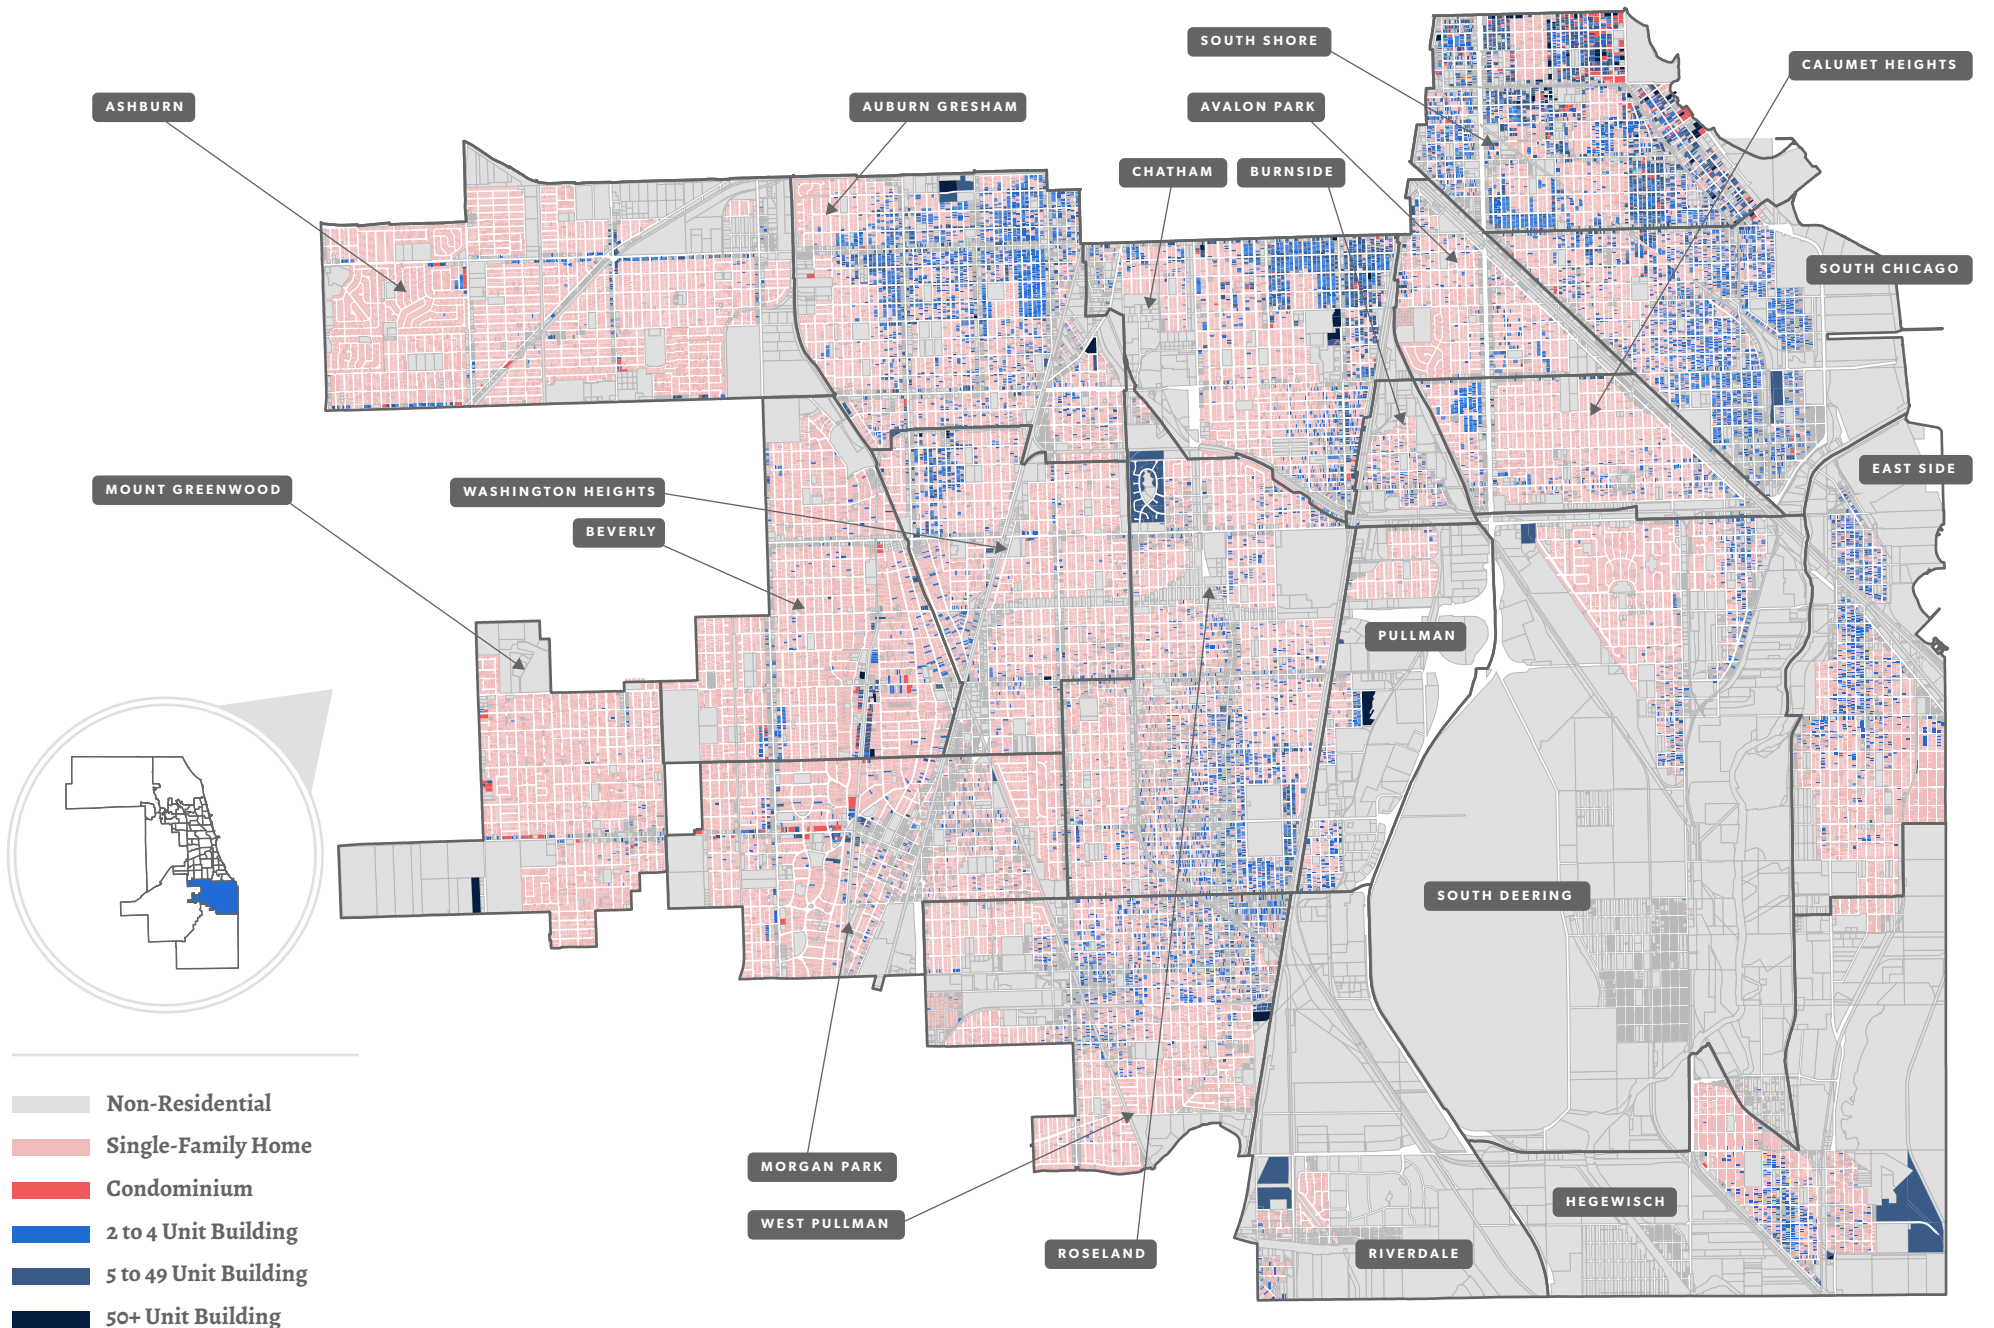 SOUTH SHORE
CALUMET HEIGHTS
ASHBURN
AUBURN GRESHAM
AVALON PARK
CHATHAM
BURNSIDE
SOUTH CHICAGO
EAST SIDE
MOUNT GREENWOOD
WASHINGTON HEIGHTS
BEVERLY
PULLMAN
SOUTH DEERING
MORGAN PARK
WEST PULLMAN
ROSELAND
RIVERDALE
HEGEWISCH
Non-Residential
Single-Family Home
Condominium
2 to 4 Unit Building
5 to 49 Unit Building
50+ Unit Building